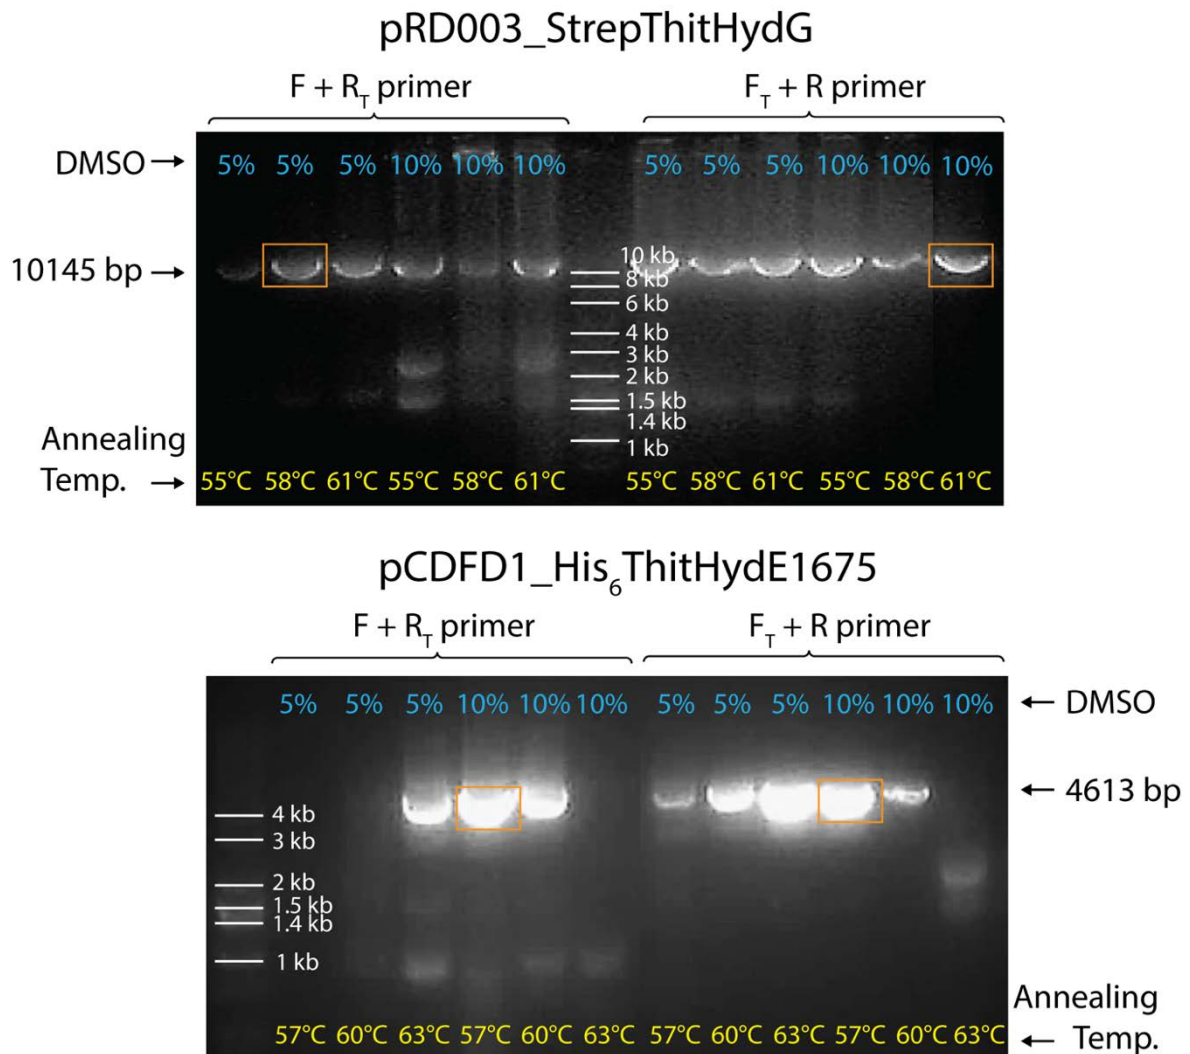 pRD003_StrepThitHydG
F + R_T primer F_T + R primer
DMSO → 5% 5% 5% 10% 10% 10% 5% 5% 5% 10% 10% 10%
10145 bp →
10 kb
8 kb
6 kb
4 kb
3 kb
2 kb
1.5 kb
1.4 kb
1 kb
Annealing
Temp. → 55°C 58°C 61°C 55°C 58°C 61°C 55°C 58°C 61°C 55°C 58°C 61°C
pCDFD1_His₆ThitHydE1675
F + R_T primer F_T + R primer
5% 5% 5% 10% 10% 10% 5% 5% 5% 10% 10% 10% ← DMSO
← 4613 bp
4 kb
3 kb
2 kb
1.5 kb
1.4 kb
1 kb
Annealing
57°C 60°C 63°C 57°C 60°C 63°C 57°C 60°C 63°C 57°C 60°C 63°C ← Temp.